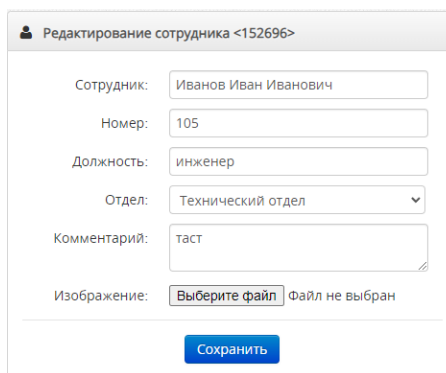 Редактирование сотрудника <152696>
Сотрудник: Иванов Иван Иванович
Номер: 105
Должность: инженер
Отдел: Технический отдел
Комментарий: таст
Изображение: Выберите файл Файл не выбран
Сохранить